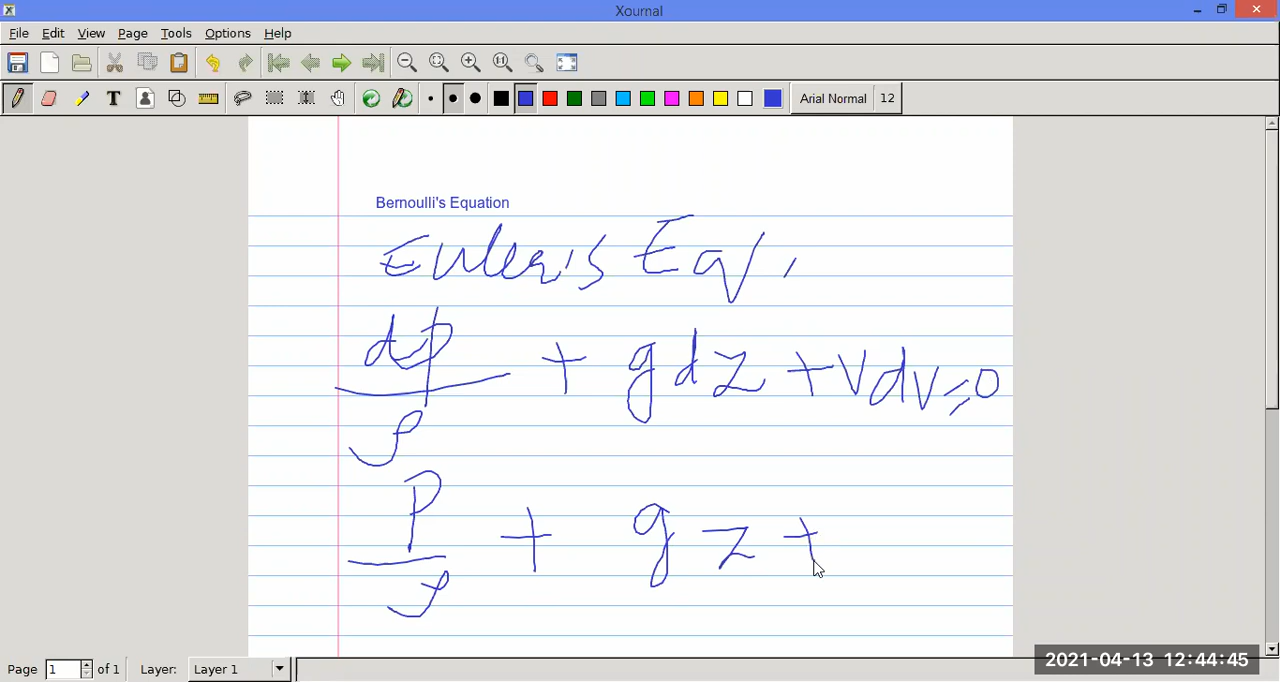 Xournal
File Edit View Page Tools Options Help
Arial Normal 12
Bernoulli's Equation
Euler's Eq.
dp/ρ + g dz + v dv = 0
P/ρ + g z +
Page 1 of 1 Layer: Layer 1
2021-04-13 12:44:45